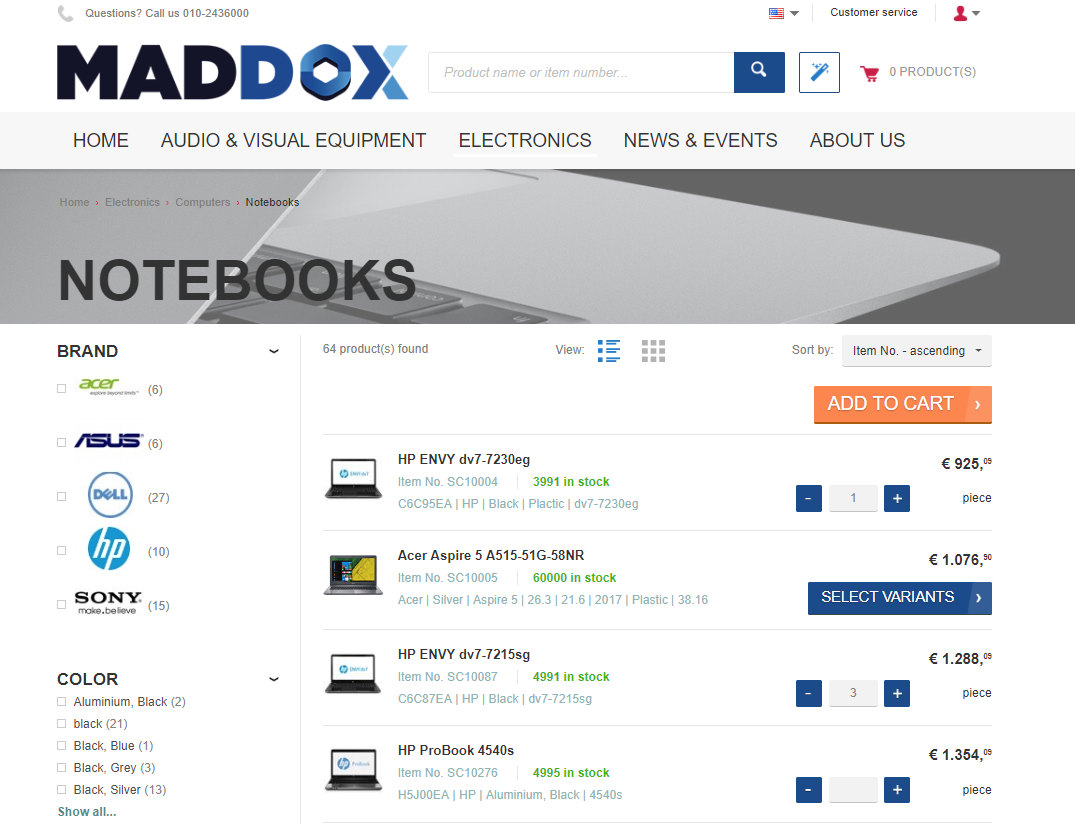 Questions? Call us 010-2436000
Customer service
MADDOX
Product name or item number...
0 PRODUCT(S)
HOME
AUDIO & VISUAL EQUIPMENT
ELECTRONICS
NEWS & EVENTS
ABOUT US
Home › Electronics › Computers › Notebooks
NOTEBOOKS
BRAND
acer
explore beyond limits™
(6)
ASUS
(6)
DELL
(27)
hp
(10)
SONY
make.believe
(15)
COLOR
Aluminium, Black (2)
black (21)
Black, Blue (1)
Black, Grey (3)
Black, Silver (13)
Show all...
64 product(s) found
View:
Sort by:
Item No. - ascending
ADD TO CART ›
HP ENVY dv7-7230eg
Item No. SC10004
3991 in stock
C6C95EA | HP | Black | Plactic | dv7-7230eg
€ 925,09
- 1 +
piece
Acer Aspire 5 A515-51G-58NR
Item No. SC10005
60000 in stock
Acer | Silver | Aspire 5 | 26.3 | 21.6 | 2017 | Plastic | 38.16
€ 1.076,90
SELECT VARIANTS ›
HP ENVY dv7-7215sg
Item No. SC10087
4991 in stock
C6C87EA | HP | Black | dv7-7215sg
€ 1.288,09
- 3 +
piece
HP ProBook 4540s
Item No. SC10276
4995 in stock
H5J00EA | HP | Aluminium, Black | 4540s
€ 1.354,09
- +
piece